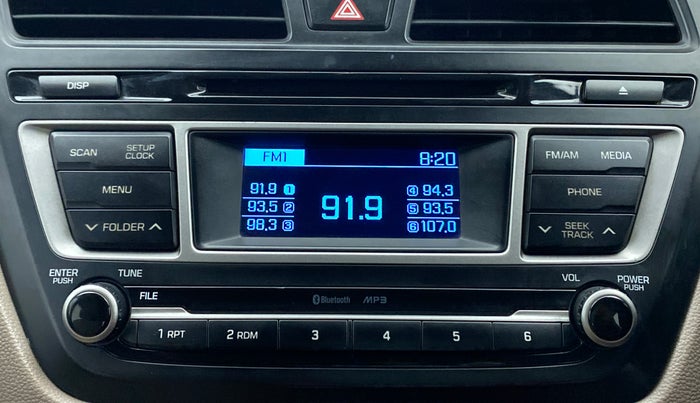 DISP
SCAN SETUP CLOCK
MENU
FOLDER
FM1 8:20
91.9 1 91.9 4 94.3
93.5 2 5 93.5
98.3 3 6 107.0
FM/AM MEDIA
PHONE
SEEK TRACK
ENTER PUSH TUNE
FILE
Bluetooth MP3
VOL POWER PUSH
1 RPT 2 RDM 3 4 5 6